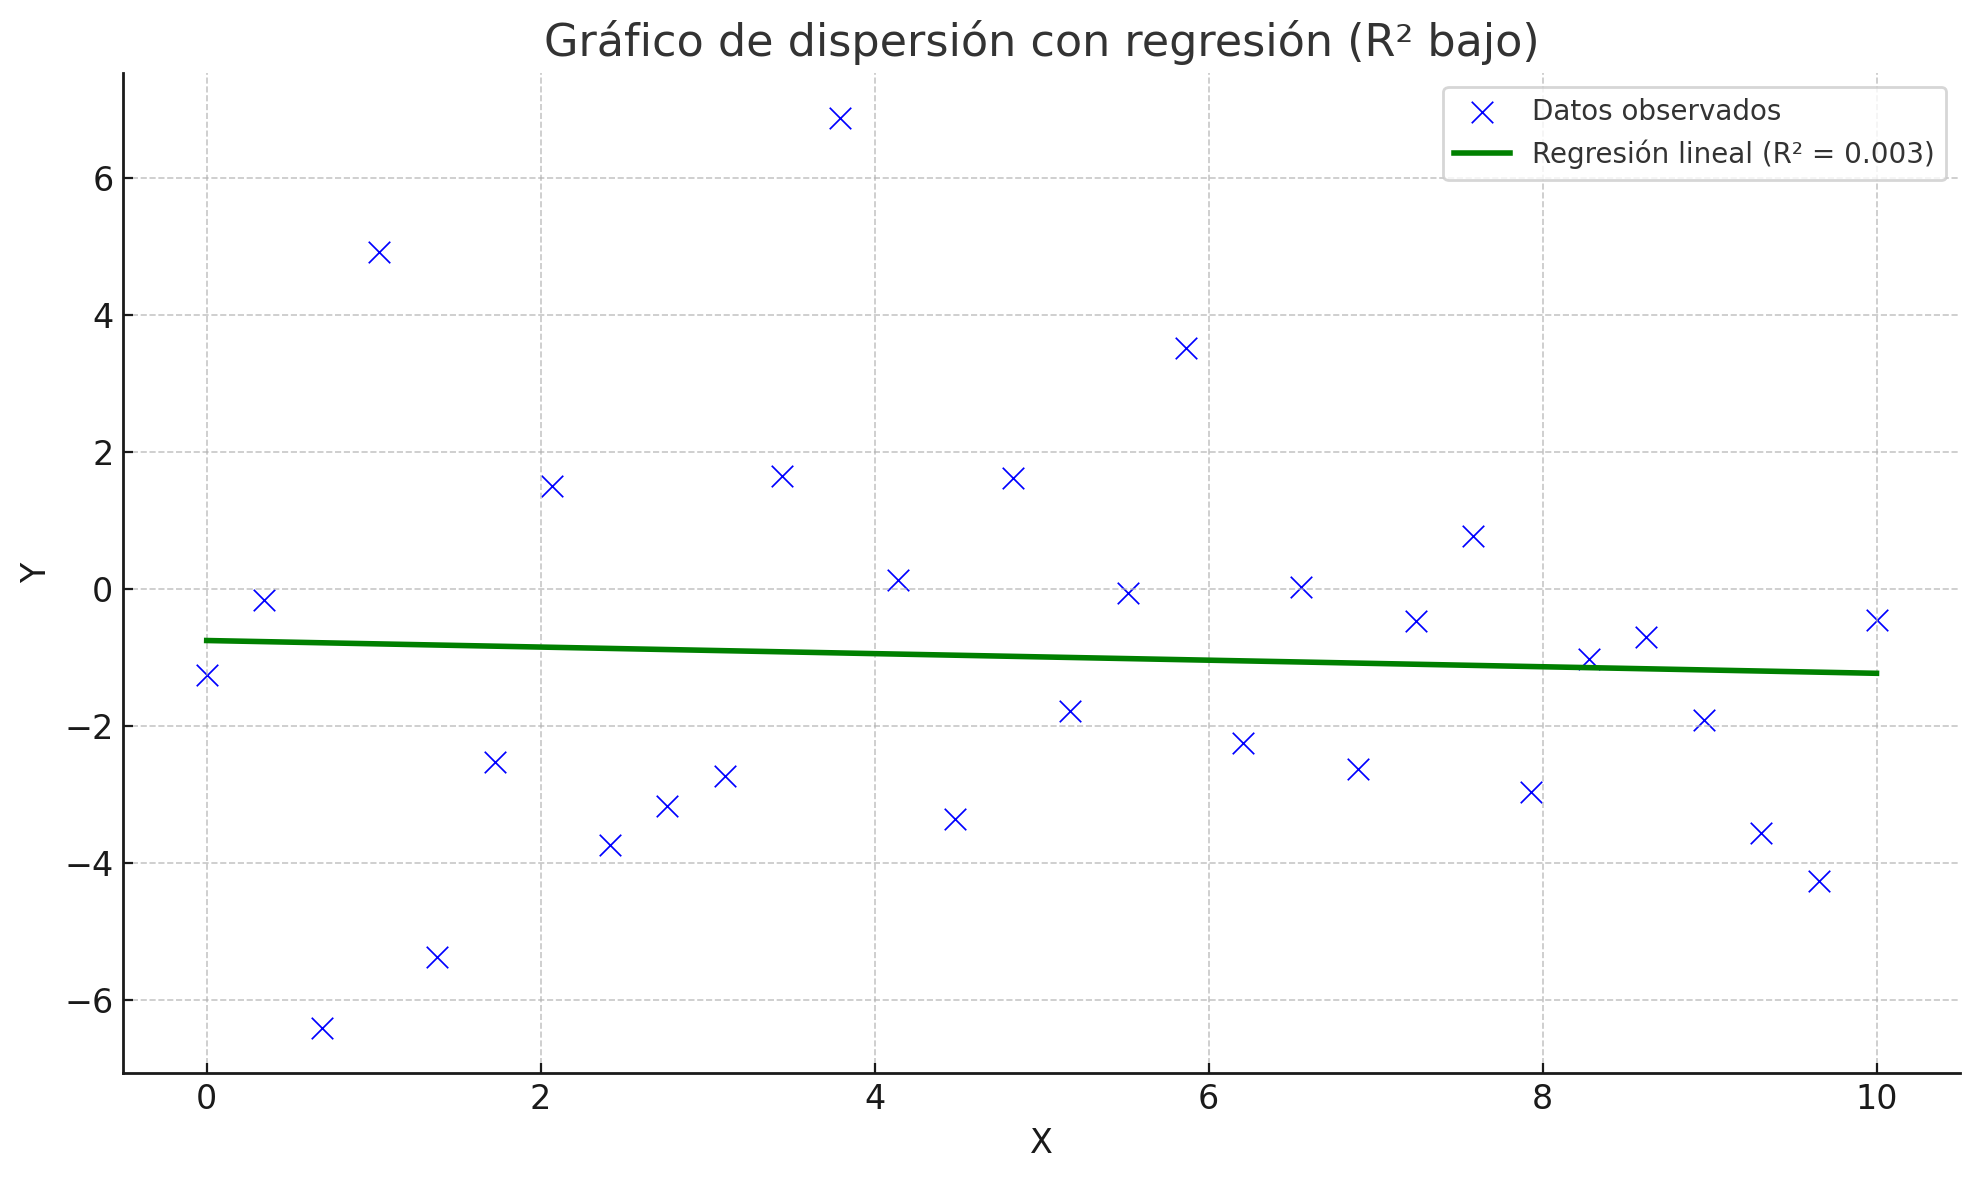 Gráfico de dispersión con regresión (R² bajo)
Datos observados
Regresión lineal (R² = 0.003)
6
4
2
0
−2
−4
−6
Y
0 2 4 6 8 10
X